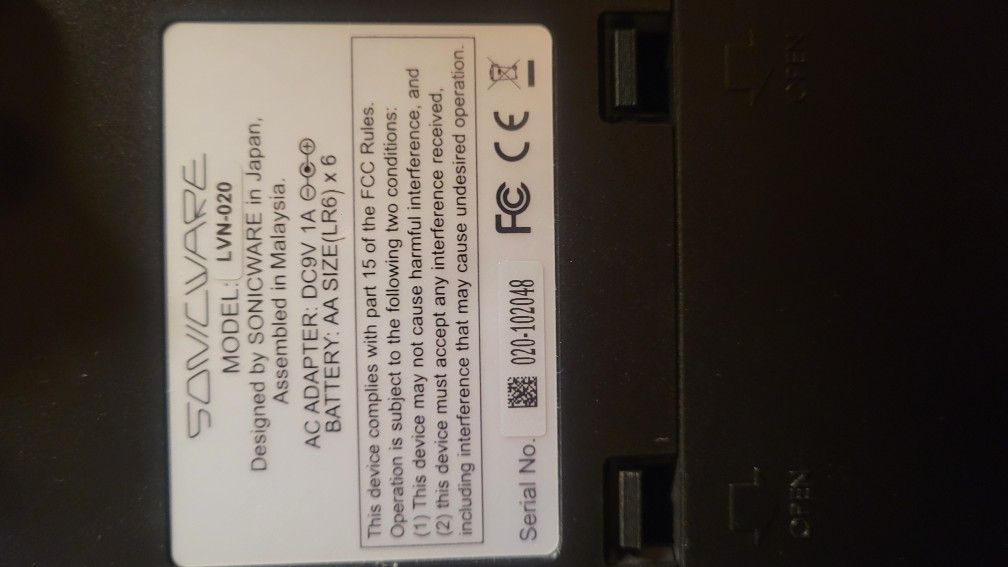 SONICWARE
MODEL: LVN-020
Designed by SONICWARE in Japan,
Assembled in Malaysia.
AC ADAPTER: DC9V 1A
BATTERY: AA SIZE(LR6) x 6
This device complies with part 15 of the FCC Rules.
Operation is subject to the following two conditions:
(1) This device may not cause harmful interference, and
(2) this device must accept any interference received,
including interference that may cause undesired operation.
Serial No. 020-102048 FC CE
OPEN
OPEN